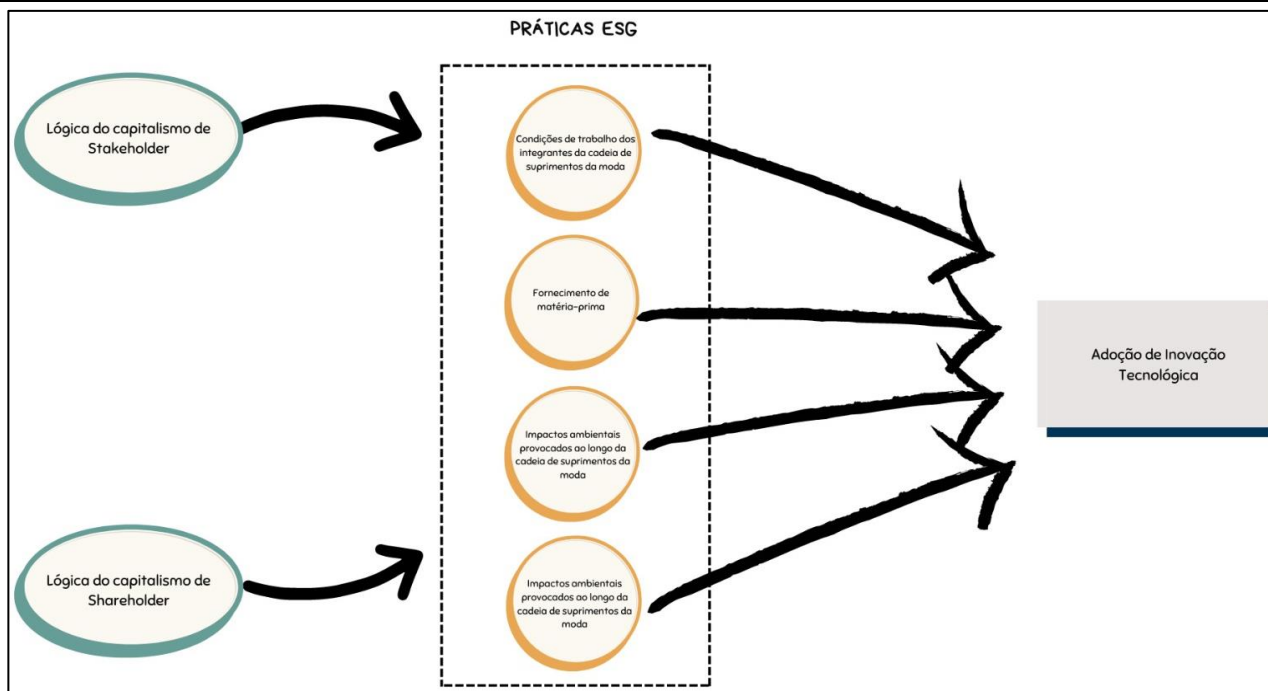 PRÁTICAS ESG
Lógica do capitalismo de
Stakeholder
Condições de trabalho dos
integrantes da cadeia de
suprimentos da moda
Fornecimento de
matéria-prima
Adoção de Inovação
Tecnológica
Impactos ambientais
provocados ao longo da
cadeia de suprimentos da
moda
Lógica do capitalismo de
Shareholder
Impactos ambientais
provocados ao longo da
cadeia de suprimentos da
moda